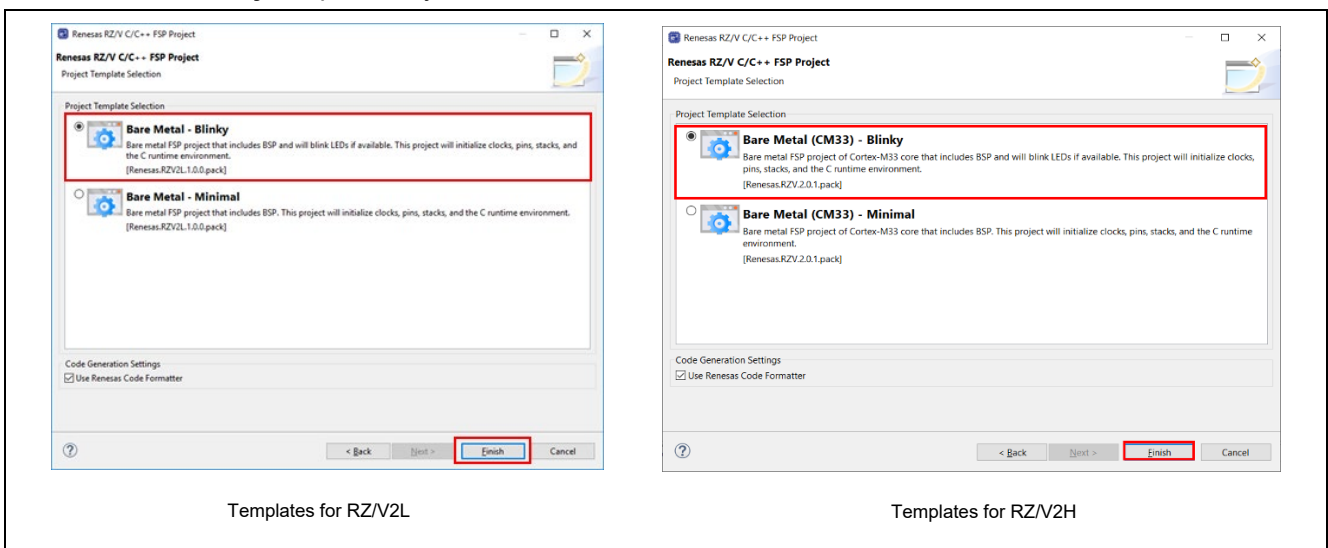 Renesas RZ/V C/C++ FSP Project
Renesas RZ/V C/C++ FSP Project
Project Template Selection
Project Template Selection
Bare Metal - Blinky
Bare metal FSP project that includes BSP and will blink LEDs if available. This project will initialize clocks, pins, stacks, and
the C runtime environment.
[Renesas.RZV2L.1.0.0.pack]
Bare Metal - Minimal
Bare metal FSP project that includes BSP. This project will initialize clocks, pins, stacks, and the C runtime environment.
[Renesas.RZV2L.1.0.0.pack]
Code Generation Settings
Use Renesas Code Formatter
< Back Next > Finish Cancel
Templates for RZ/V2L
Renesas RZ/V C/C++ FSP Project
Renesas RZ/V C/C++ FSP Project
Project Template Selection
Project Template Selection
Bare Metal (CM33) - Blinky
Bare metal FSP project of Cortex-M33 core that includes BSP and will blink LEDs if available. This project will initialize clocks,
pins, stacks, and the C runtime environment.
[Renesas.RZV.2.0.1.pack]
Bare Metal (CM33) - Minimal
Bare metal FSP project of Cortex-M33 core that includes BSP. This project will initialize clocks, pins, stacks, and the C runtime
environment.
[Renesas.RZV.2.0.1.pack]
Code Generation Settings
Use Renesas Code Formatter
< Back Next > Finish Cancel
Templates for RZ/V2H